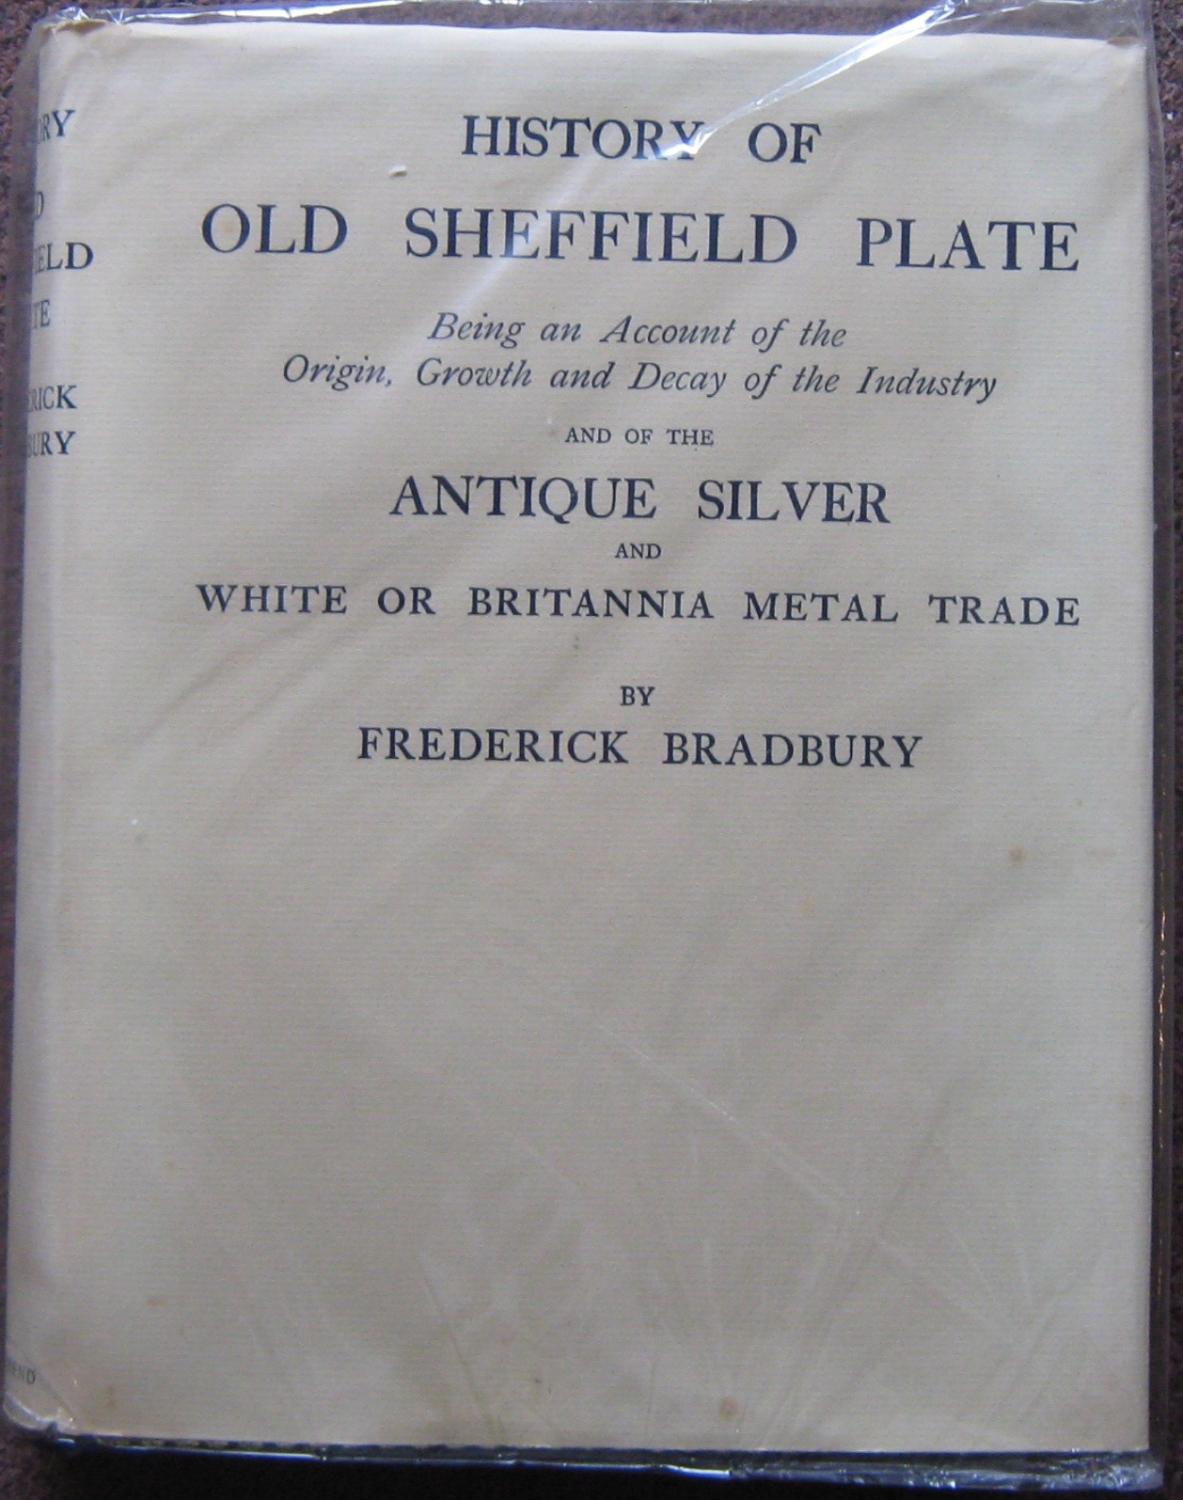 HISTORY OF
OLD SHEFFIELD PLATE
Being an Account of the
Origin, Growth and Decay of the Industry
AND OF THE
ANTIQUE SILVER
AND
WHITE OR BRITANNIA METAL TRADE
BY
FREDERICK BRADBURY